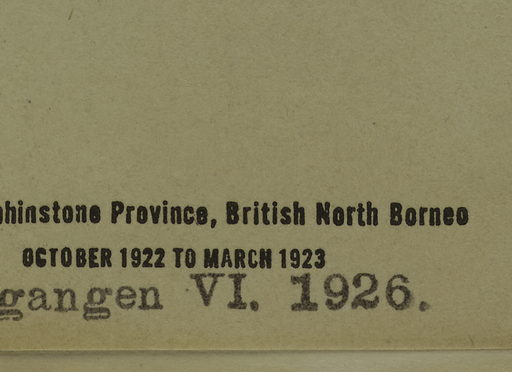 phinstone Province, British North Borneo
OCTOBER 1922 TO MARCH 1923
gangen VI. 1926.